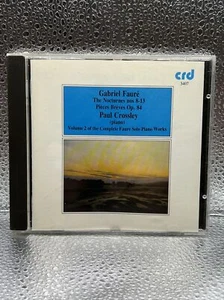 crd
3407
Gabriel Fauré
The Nocturnes nos 8-13
Pièces Brèves Op. 84
Paul Crossley
(piano)
Volume 2 of the Complete Fauré Solo Piano Works